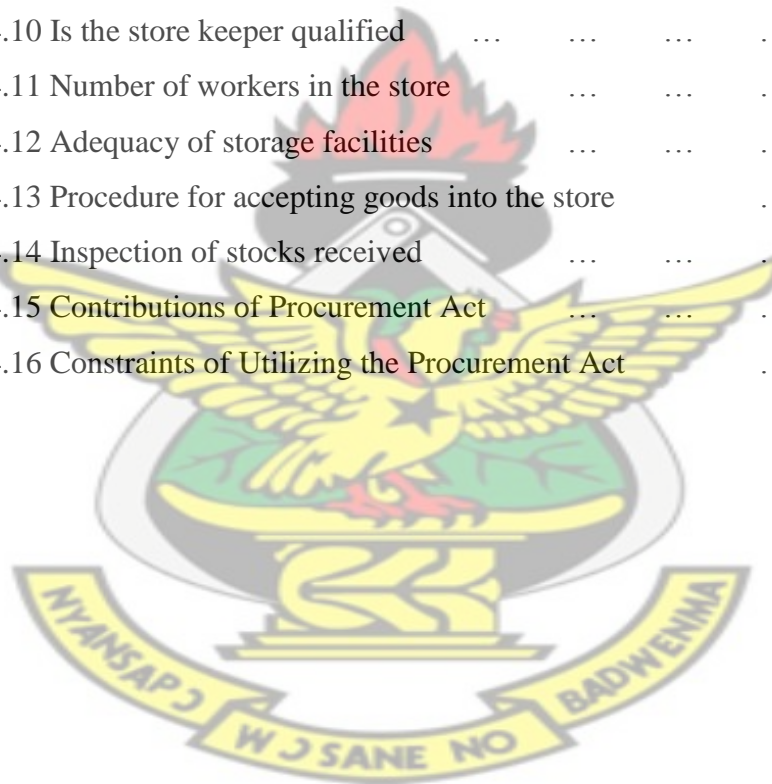 .10 Is the store keeper qualified … … … .
.11 Number of workers in the store … … .
.12 Adequacy of storage facilities … … .
.13 Procedure for accepting goods into the store .
.14 Inspection of stocks received … … .
.15 Contributions of Procurement Act … … .
.16 Constraints of Utilizing the Procurement Act .
NYANSAPƆ WƆSANE NO BADWENMA